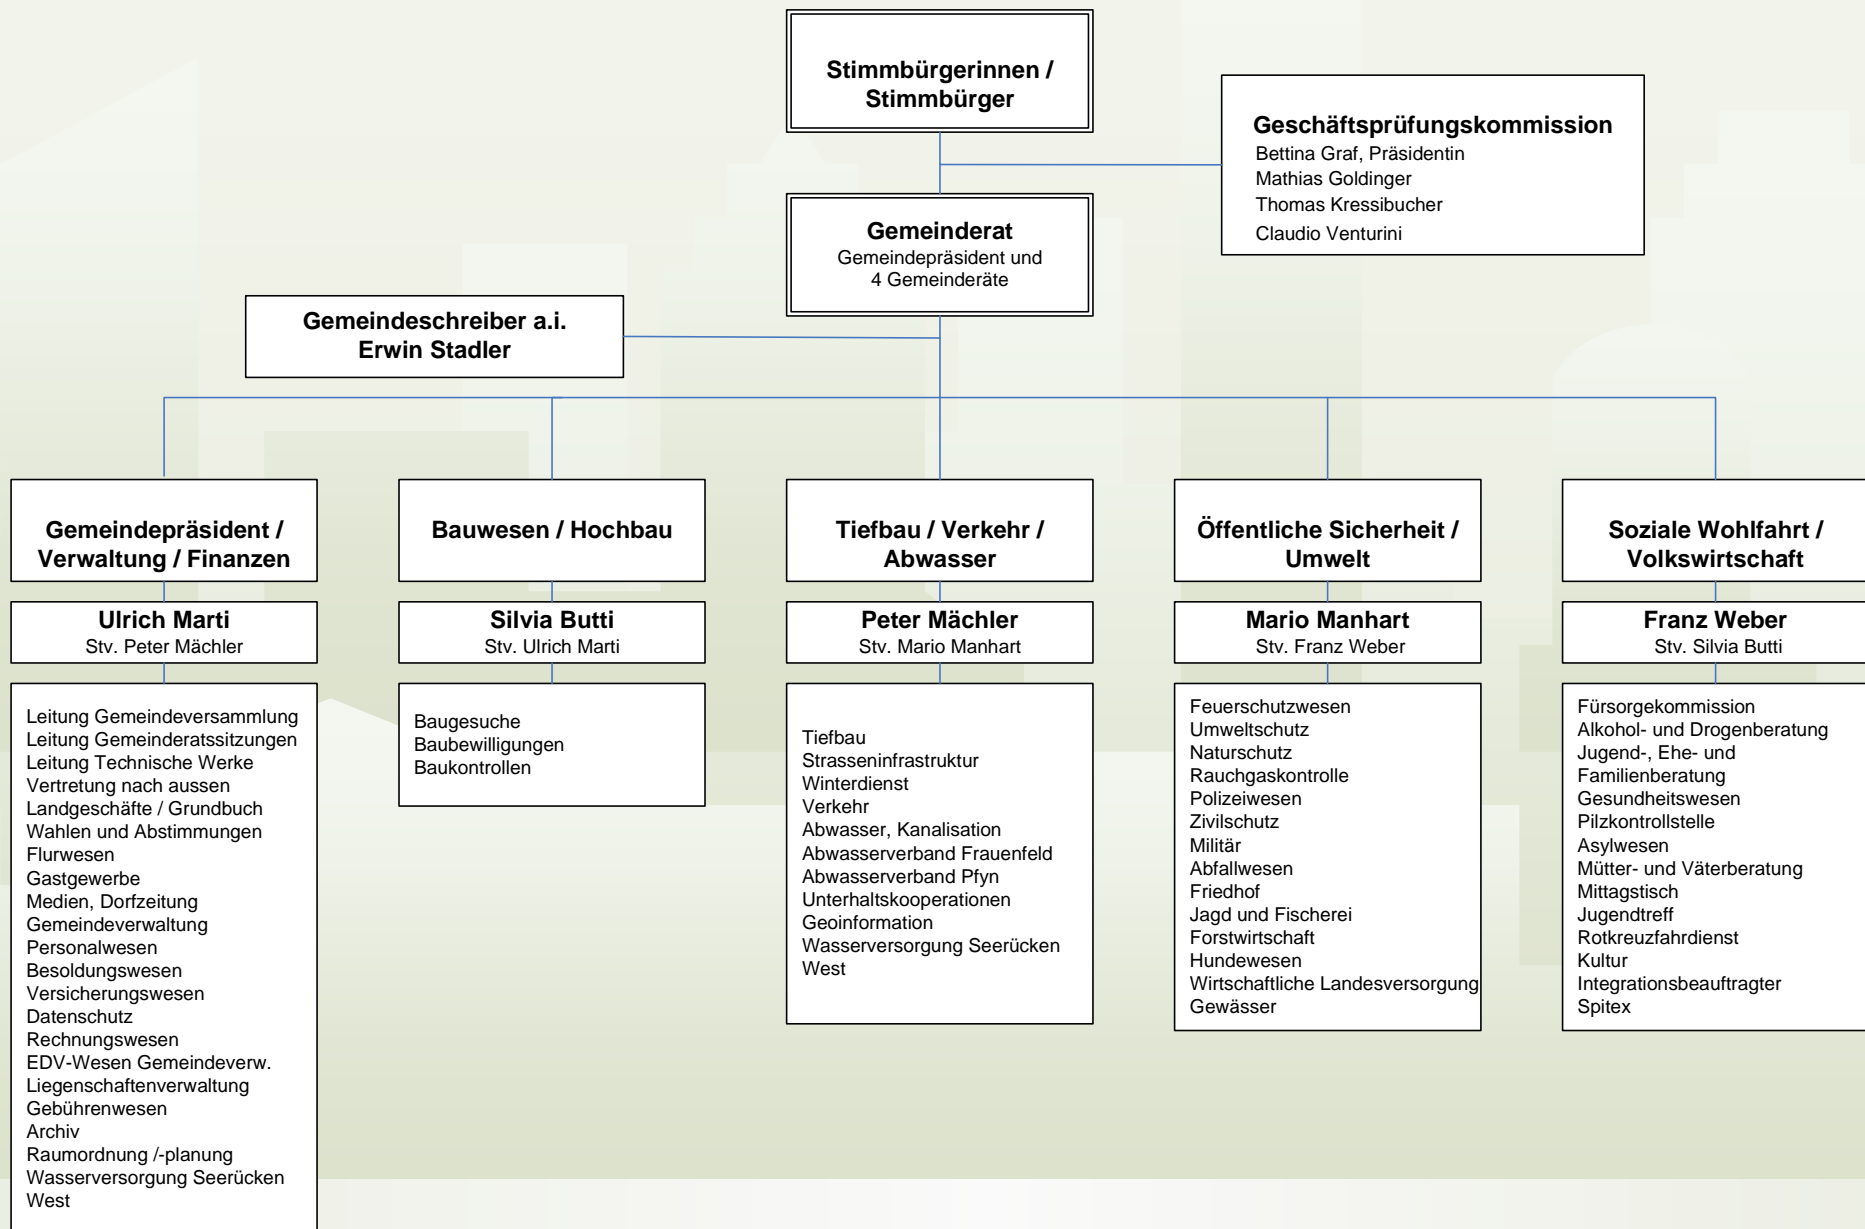 Stimmbürgerinnen /
Stimmbürger
Geschäftsprüfungskommission
Bettina Graf, Präsidentin
Mathias Goldinger
Thomas Kressibucher
Claudio Venturini
Gemeinderat
Gemeindepräsident und
4 Gemeinderäte
Gemeindeschreiber a.i.
Erwin Stadler
Gemeindepräsident /
Verwaltung / Finanzen
Ulrich Marti
Stv. Peter Mächler
Leitung Gemeindeversammlung
Leitung Gemeinderatssitzungen
Leitung Technische Werke
Vertretung nach aussen
Landgeschäfte / Grundbuch
Wahlen und Abstimmungen
Flurwesen
Gastgewerbe
Medien, Dorfzeitung
Gemeindeverwaltung
Personalwesen
Besoldungswesen
Versicherungswesen
Datenschutz
Rechnungswesen
EDV-Wesen Gemeindeverw.
Liegenschaftenverwaltung
Gebührenwesen
Archiv
Raumordnung /-planung
Wasserversorgung Seerücken
West
Bauwesen / Hochbau
Silvia Butti
Stv. Ulrich Marti
Baugesuche
Baubewilligungen
Baukontrollen
Tiefbau / Verkehr /
Abwasser
Peter Mächler
Stv. Mario Manhart
Tiefbau
Strasseninfrastruktur
Winterdienst
Verkehr
Abwasser, Kanalisation
Abwasserverband Frauenfeld
Abwasserverband Pfyn
Unterhaltskooperationen
Geoinformation
Wasserversorgung Seerücken
West
Öffentliche Sicherheit /
Umwelt
Mario Manhart
Stv. Franz Weber
Feuerschutzwesen
Umweltschutz
Naturschutz
Rauchgaskontrolle
Polizeiwesen
Zivilschutz
Militär
Abfallwesen
Friedhof
Jagd und Fischerei
Forstwirtschaft
Hundewesen
Wirtschaftliche Landesversorgung
Gewässer
Soziale Wohlfahrt /
Volkswirtschaft
Franz Weber
Stv. Silvia Butti
Fürsorgekommission
Alkohol- und Drogenberatung
Jugend-, Ehe- und
Familienberatung
Gesundheitswesen
Pilzkontrollstelle
Asylwesen
Mütter- und Väterberatung
Mittagstisch
Jugendtreff
Rotkreuzfahrdienst
Kultur
Integrationsbeauftragter
Spitex